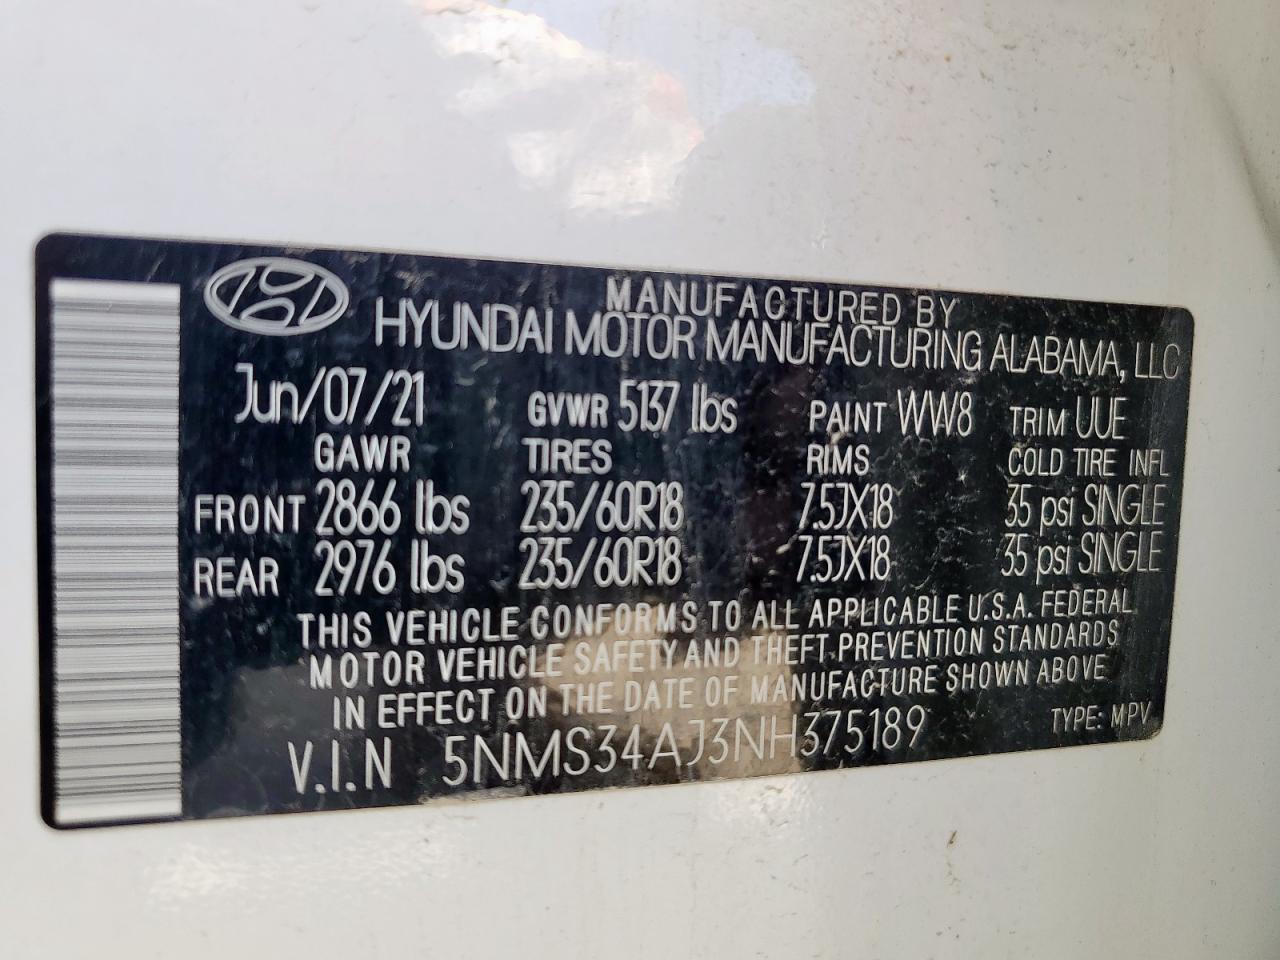 MANUFACTURED BY
HYUNDAI MOTOR MANUFACTURING ALABAMA, LLC
Jun/07/21 GVWR 5137 lbs PAINT WW8 TRIM UUE
GAWR TIRES RIMS COLD TIRE INFL
FRONT 2866 lbs 235/60R18 7.5JX18 35 psi SINGLE
REAR 2976 lbs 235/60R18 7.5JX18 35 psi SINGLE
THIS VEHICLE CONFORMS TO ALL APPLICABLE U.S.A. FEDERAL
MOTOR VEHICLE SAFETY AND THEFT PREVENTION STANDARDS
IN EFFECT ON THE DATE OF MANUFACTURE SHOWN ABOVE
V.I.N 5NMS34AJ3NH375189 TYPE: MPV